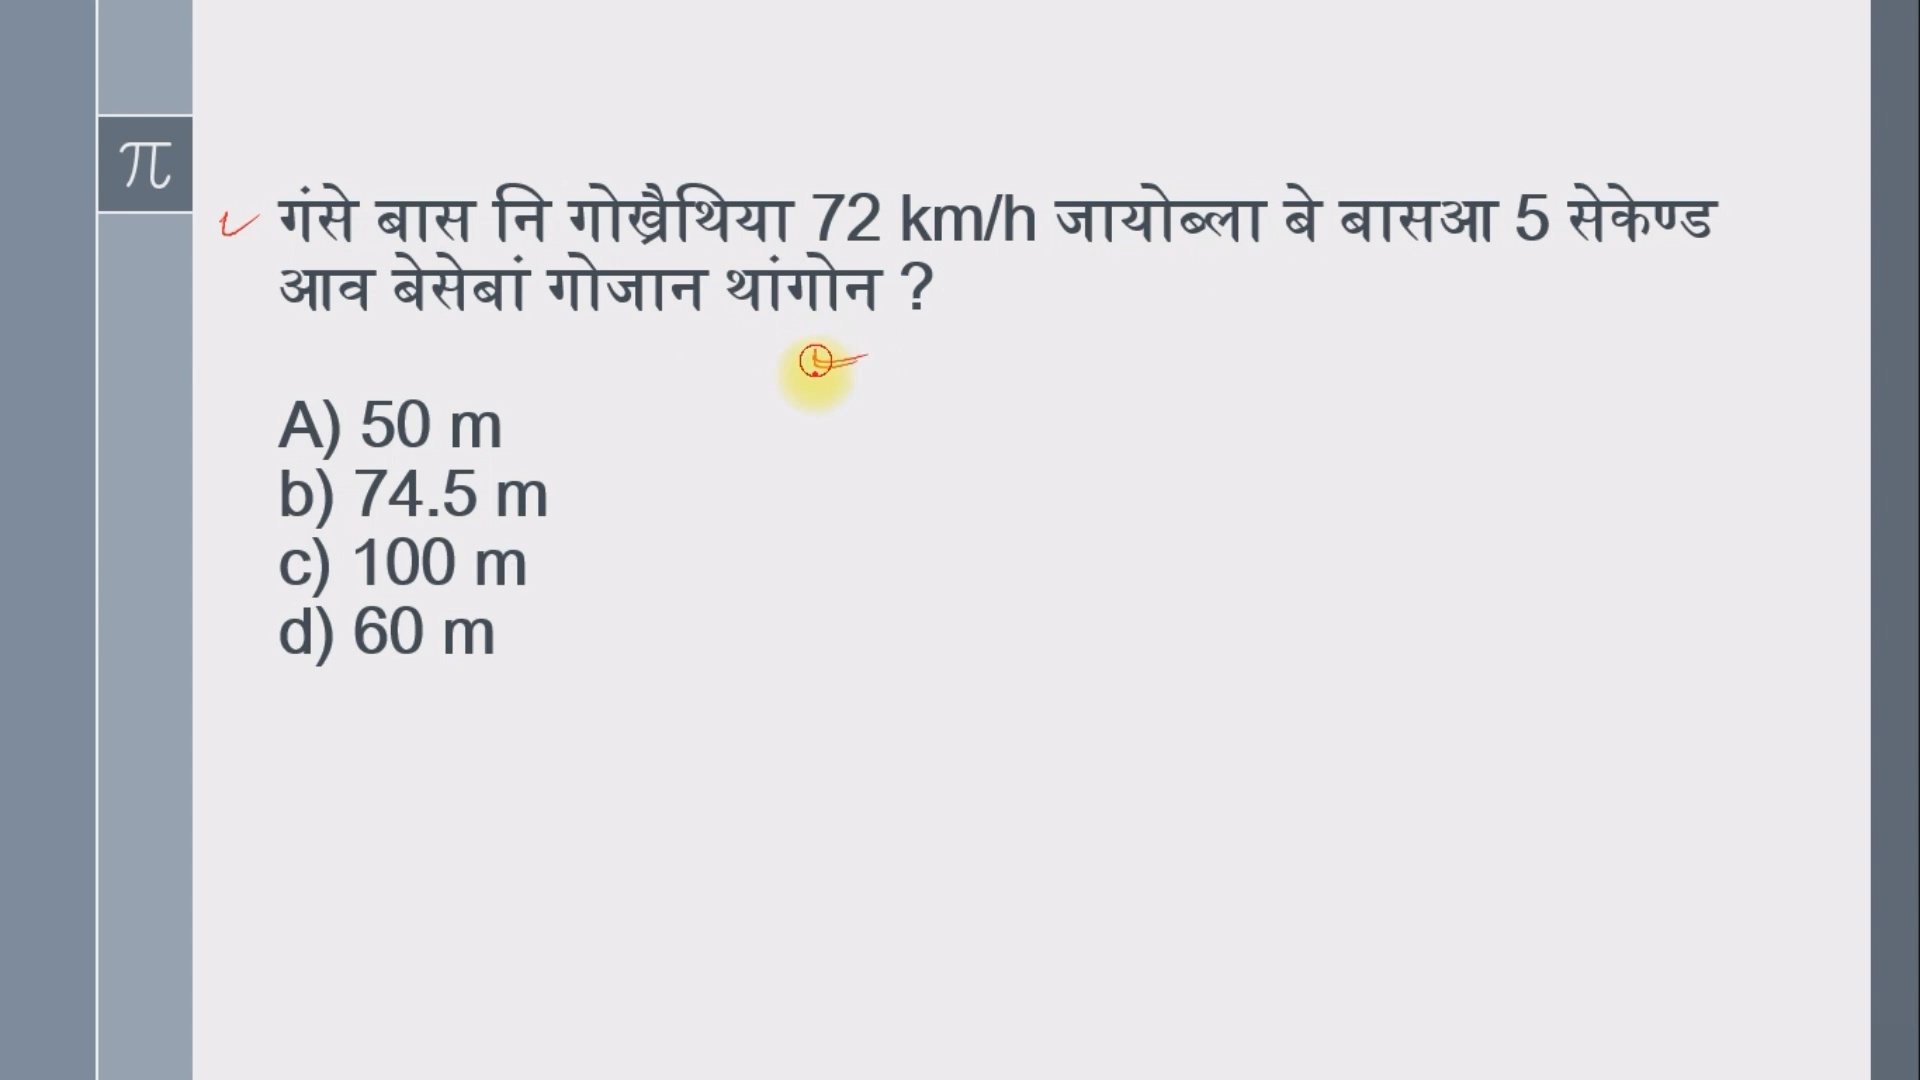 π
गंसे बास नि गोख्रैथिया 72 km/h जायोब्ला बे बासआ 5 सेकेण्ड
आव बेसेबां गोजान थांगोन ?
A) 50 m
b) 74.5 m
c) 100 m
d) 60 m